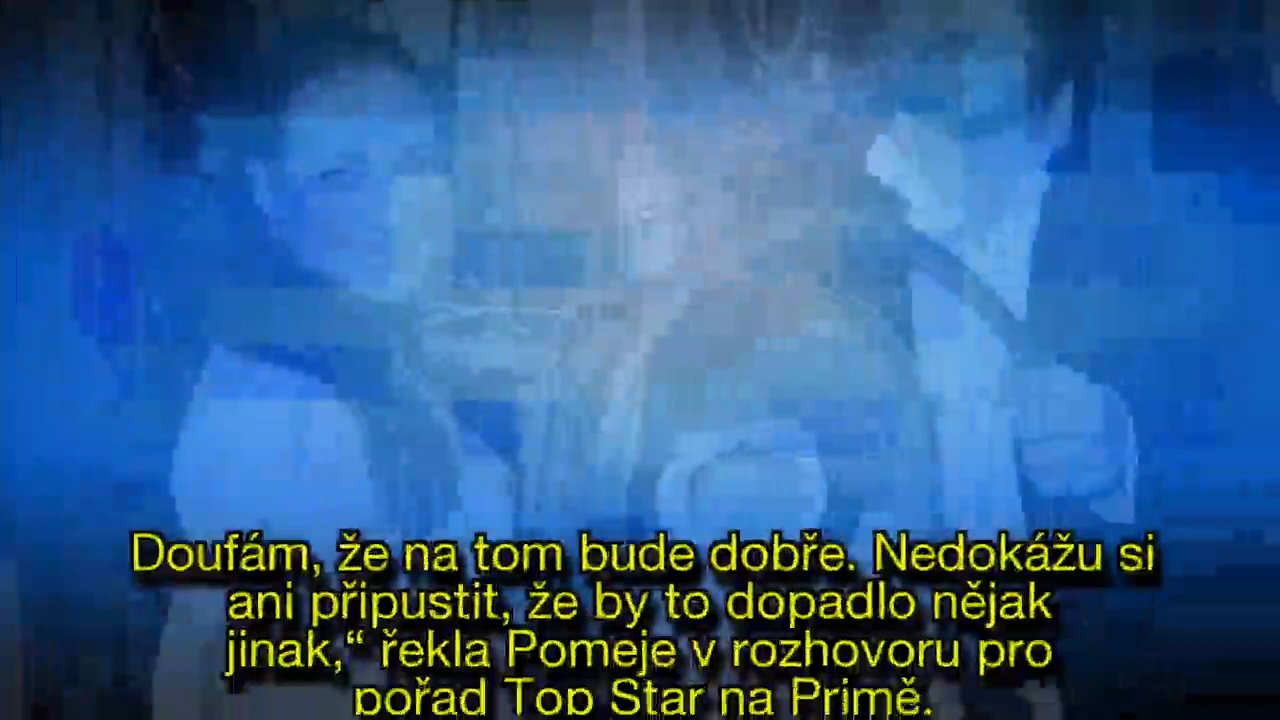 Doufám, že na tom bude dobře. Nedokážu si
ani připustit, že by to dopadlo nějak
jinak,“ řekla Pomeje v rozhovoru pro
pořad Top Star na Primě.